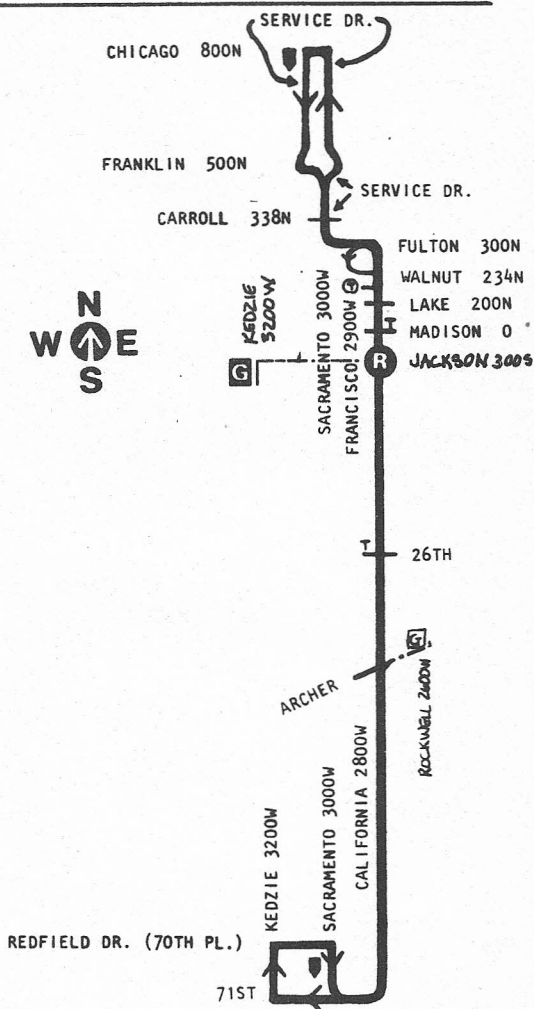 SERVICE DR.
CHICAGO 800N
FRANKLIN 500N
SERVICE DR.
CARROLL 338N
FULTON 300N
WALNUT 234N
LAKE 200N
T
MADISON 0
JACKSON 300S
R
N
W E
S
KEDZIE
3200W
G
SACRAMENTO 3000W
FRANCISCO 2900W
T
26TH
G
ARCHER
ROCKWELL 2600W
CALIFORNIA 2800W
KEDZIE 3200W
SACRAMENTO 3000W
REDFIELD DR. (70TH PL.)
71ST